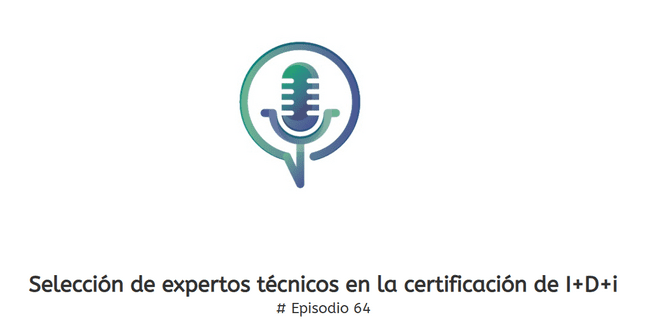 Selección de expertos técnicos en la certificación de I+D+i
# Episodio 64